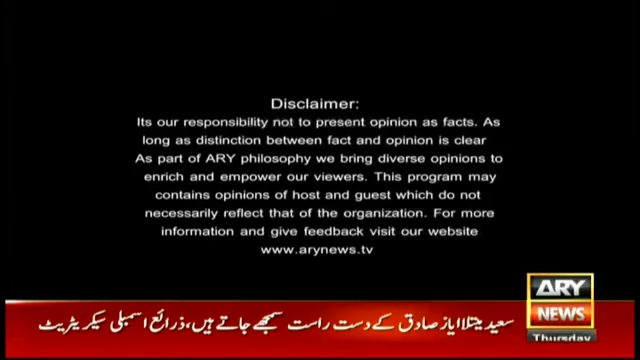 Disclaimer:
Its our responsibility not to present opinion as facts. As
long as distinction between fact and opinion is clear
As part of ARY philosophy we bring diverse opinions to
enrich and empower our viewers. This program may
contains opinions of host and guest which do not
necessarily reflect that of the organization. For more
information and give feedback visit our website
www.arynews.tv
ARY
NEWS
Thursday
سعید میتلا ایاز صادق کے دست راست سمجھے جاتے ہیں، ذرائع اسمبلی سیکریٹریٹ